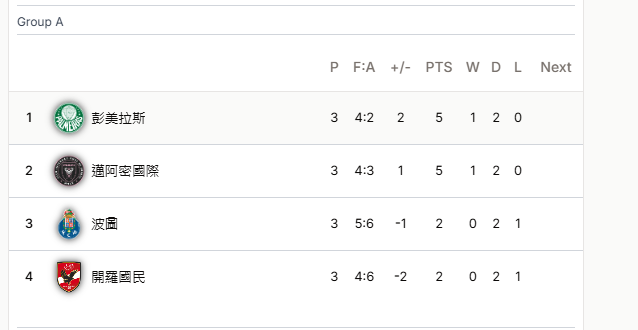 Group A
P F:A +/- PTS W D L Next
1 PALMEIRAS 彭美拉斯 3 4:2 2 5 1 2 0
2 邁阿密國際 3 4:3 1 5 1 2 0
3 波圖 3 5:6 -1 2 0 2 1
4 開羅國民 3 4:6 -2 2 0 2 1